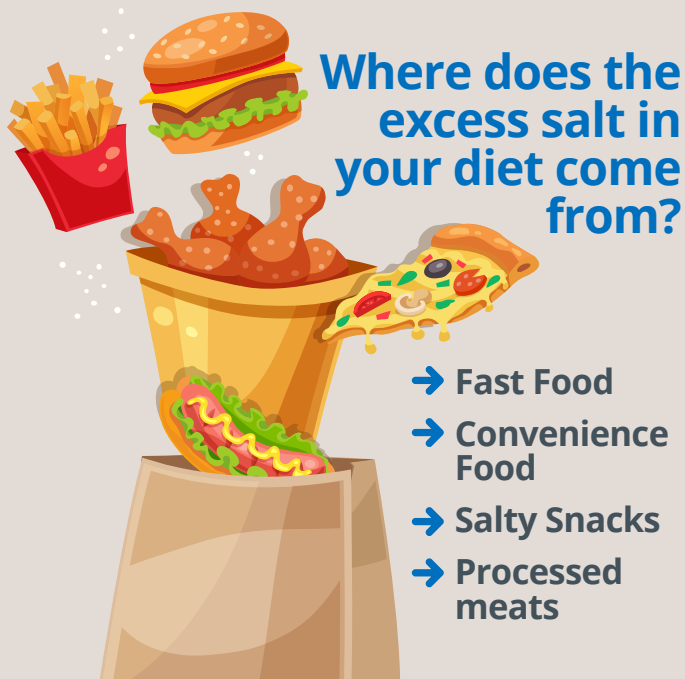 Where does the
excess salt in
your diet come
from?
Fast Food
Convenience
Food
Salty Snacks
Processed
meats